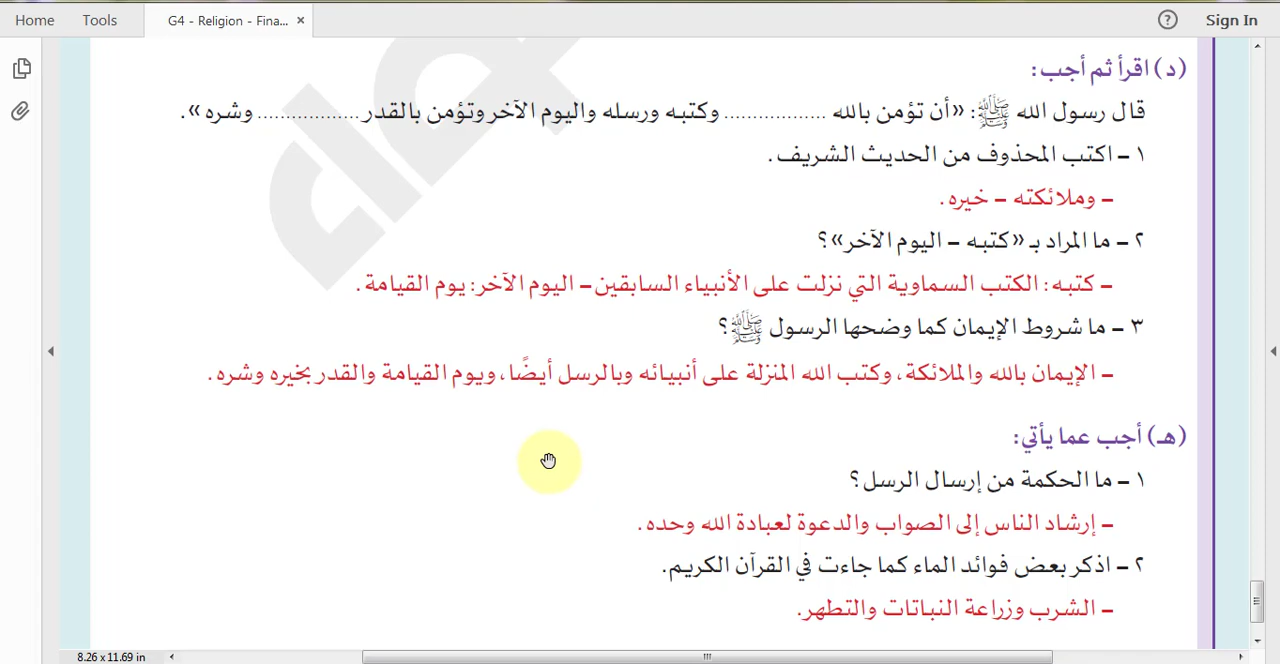 Home
Tools
G4 - Religion - Fina... ×
?
Sign In
(د) اقرأ ثم أجب:
قال رسول الله ﷺ: «أن تؤمن بالله ................. وكتبه ورسله واليوم الآخر وتؤمن بالقدر ................. وشره».
١ – اكتب المحذوف من الحديث الشريف.
– وملائكته – خيره.
٢ – ما المراد بـ «كتبه – اليوم الآخر»؟
– كتبه: الكتب السماوية التي نزلت على الأنبياء السابقين – اليوم الآخر: يوم القيامة.
٣ – ما شروط الإيمان كما وضحها الرسول ﷺ؟
– الإيمان بالله والملائكة، وكتب الله المنزلة على أنبيائه وبالرسل أيضًا، ويوم القيامة والقدر بخيره وشره.
(هـ) أجب عما يأتي:
١ – ما الحكمة من إرسال الرسل؟
– إرشاد الناس إلى الصواب والدعوة لعبادة الله وحده.
٢ – اذكر بعض فوائد الماء كما جاءت في القرآن الكريم.
– الشرب وزراعة النباتات والتطهر.
8.26 x 11.69 in